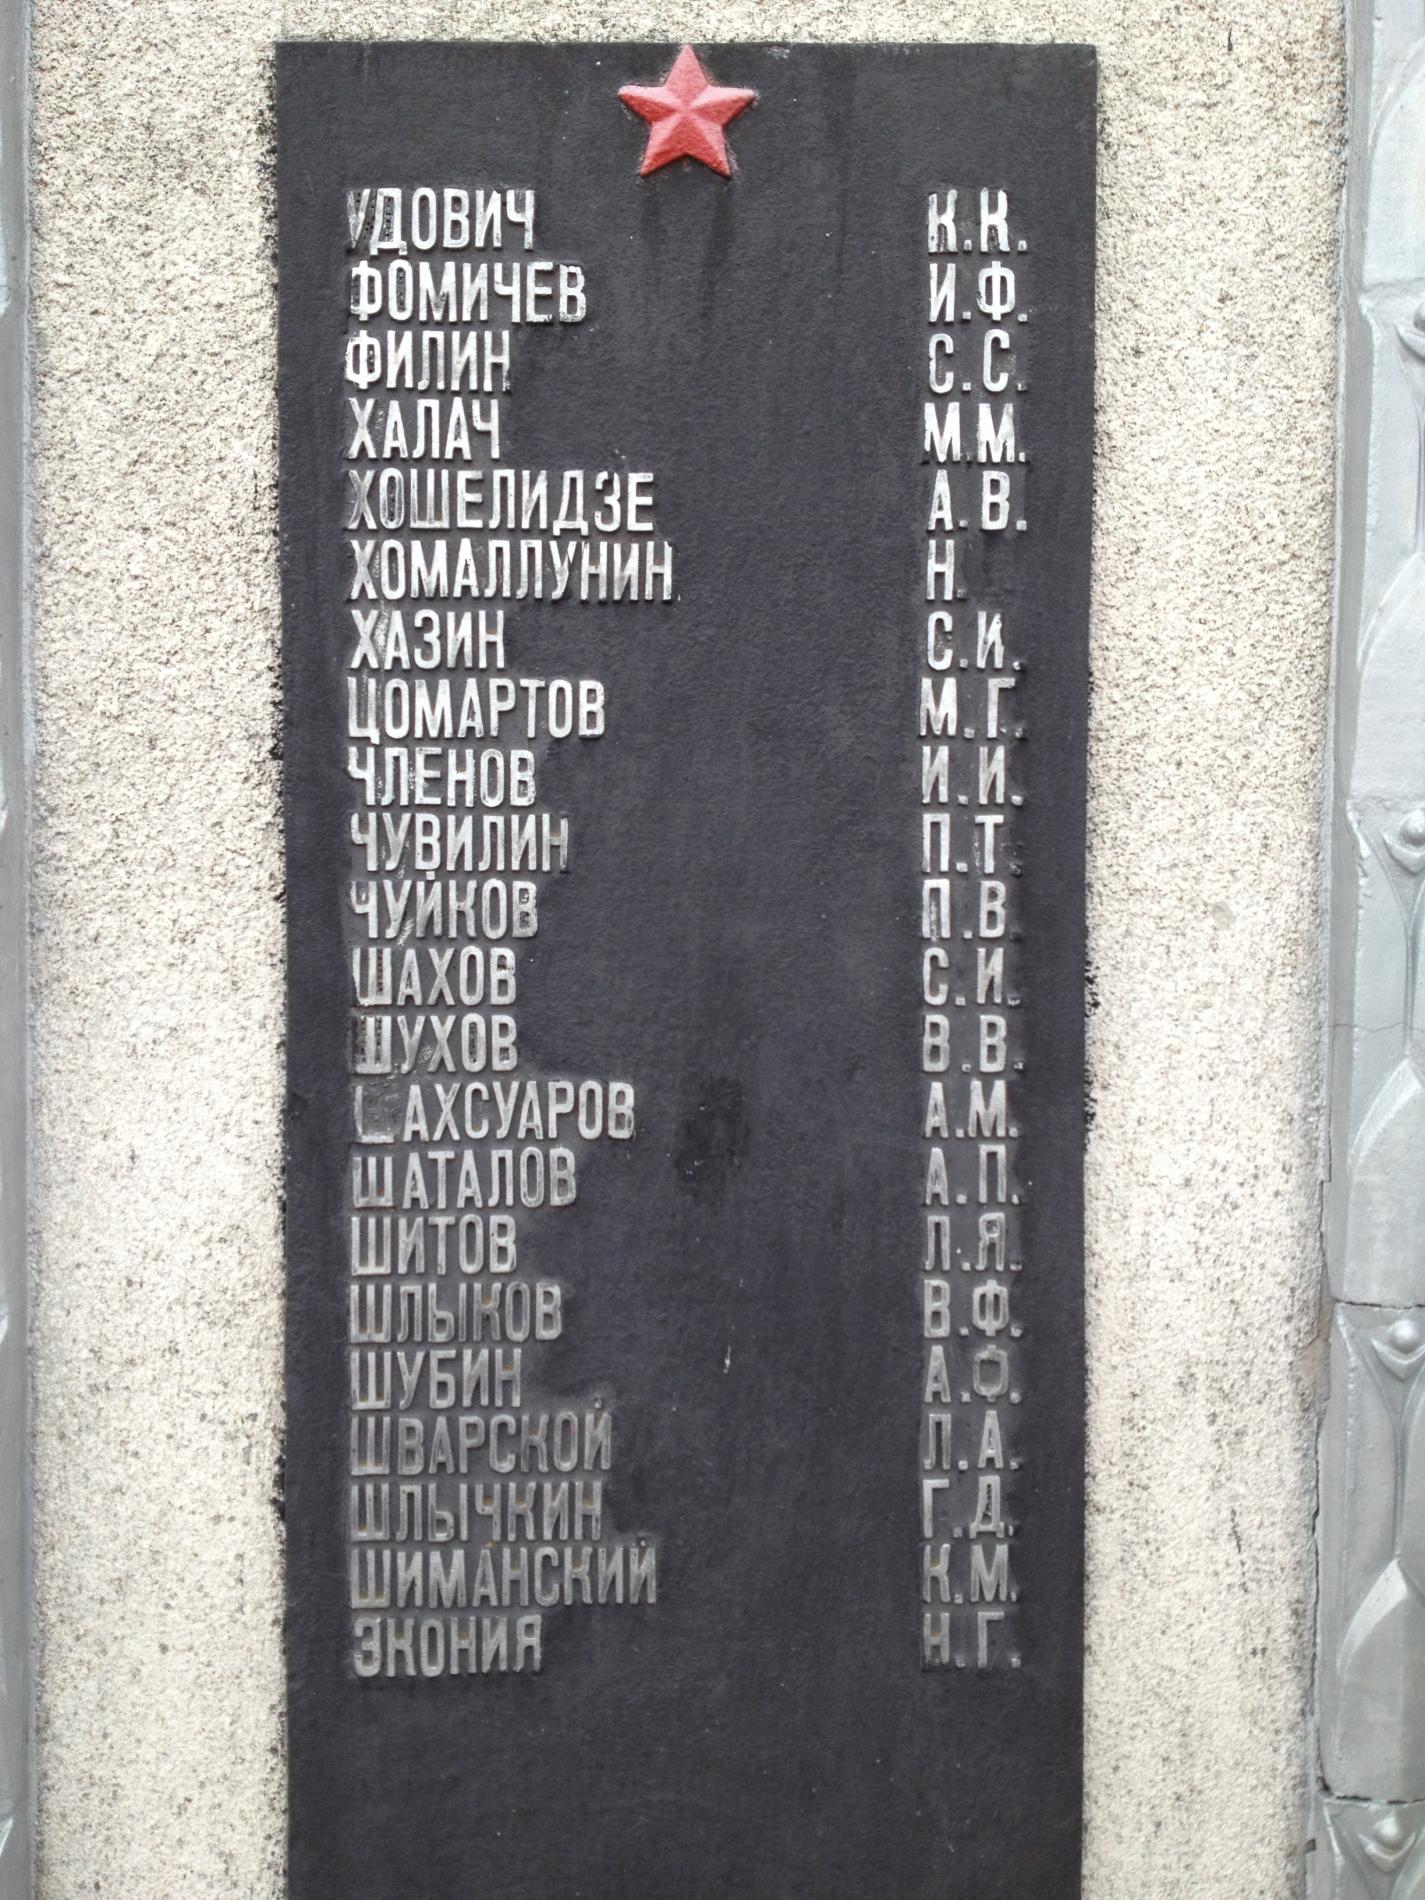 УДОВИЧ К.К.
ФОМИЧЕВ И.Ф.
ФИЛИН С.С.
ХАЛАЧ М.М.
ХОШЕЛИДЗЕ А.В.
ХОМАЛЛУНИН Н.
ХАЗИН С.И.
ЦОМАРТОВ М.Г.
ЧЛЕНОВ И.И.
ЧУВИЛИН П.Т.
ЧУЙКОВ П.В.
ШАХОВ С.И.
ШУХОВ В.В.
ШАХСУАРОВ А.М.
ШАТАЛОВ А.П.
ШИТОВ Л.Я.
ШЛЫКОВ В.Ф.
ШУБИН А.Ф.
ШВАРСКОЙ Л.А.
ШЛЫЧКИН Г.Д.
ШИМАНСКИЙ К.М.
ЭКОНИЯ Н.Г.